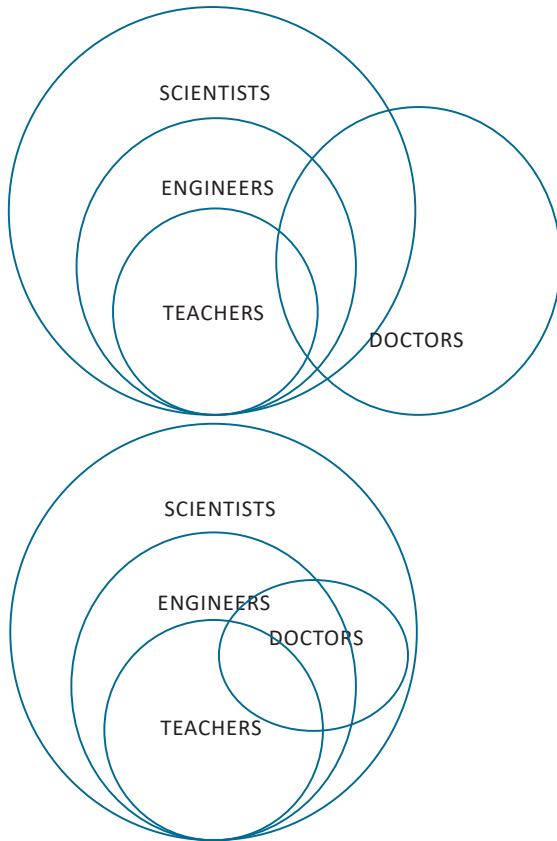 SCIENTISTS
ENGINEERS
TEACHERS
DOCTORS
SCIENTISTS
ENGINEERS
DOCTORS
TEACHERS